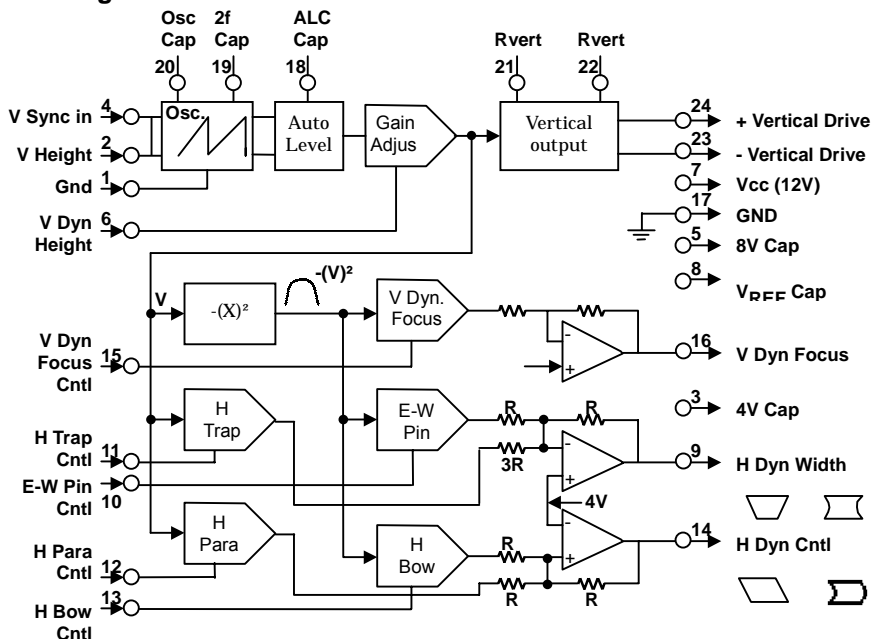 Osc
Cap
20
2f
Cap
19
ALC
Cap
18
Rvert
21
Rvert
22
V Sync in
4
V Height
2
Gnd
1
V Dyn
Height
6
Osc.
Auto
Level
Gain
Adjus
Vertical
output
24
+ Vertical Drive
23
- Vertical Drive
7
Vcc (12V)
17
GND
5
8V Cap
8
VREF Cap
V
-(X)²
-(V)²
V Dyn.
Focus
-
+
16
V Dyn Focus
V Dyn
Focus
Cntl
15
H
Trap
E-W
Pin
R
R
3R
-
+
3
4V Cap
9
H Dyn Width
H Trap
Cntl
11
E-W Pin
Cntl
10
4V
H
Para
H
Bow
R
R
R
-
+
14
H Dyn Cntl
H Para
Cntl
12
H Bow
Cntl
13